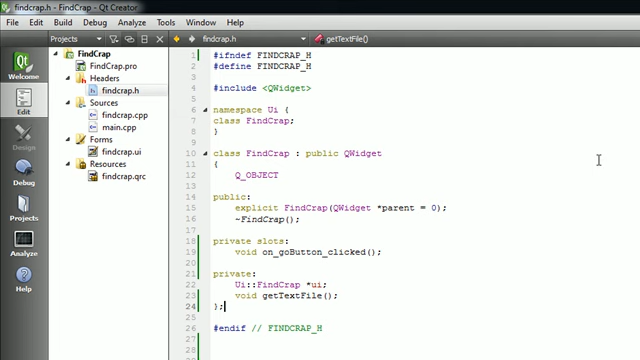 findcrap.h - FindCrap - Qt Creator
File Edit Build Debug Analyze Tools Window Help
Projects
findcrap.h
getTextFile()
Welcome
Edit
Design
Debug
Projects
Analyze
FindCrap
FindCrap.pro
Headers
findcrap.h
Sources
findcrap.cpp
main.cpp
Forms
findcrap.ui
Resources
findcrap.qrc
1 #ifndef FINDCRAP_H
2 #define FINDCRAP_H
3
4 #include <QWidget>
5
6 namespace Ui {
7 class FindCrap;
8 }
9
10 class FindCrap : public QWidget
11 {
12 Q_OBJECT
13
14 public:
15 explicit FindCrap(QWidget *parent = 0);
16 ~FindCrap();
17
18 private slots:
19 void on_goButton_clicked();
20
21 private:
22 Ui::FindCrap *ui;
23 void getTextFile();
24 };
25
26 #endif // FINDCRAP_H
27
28